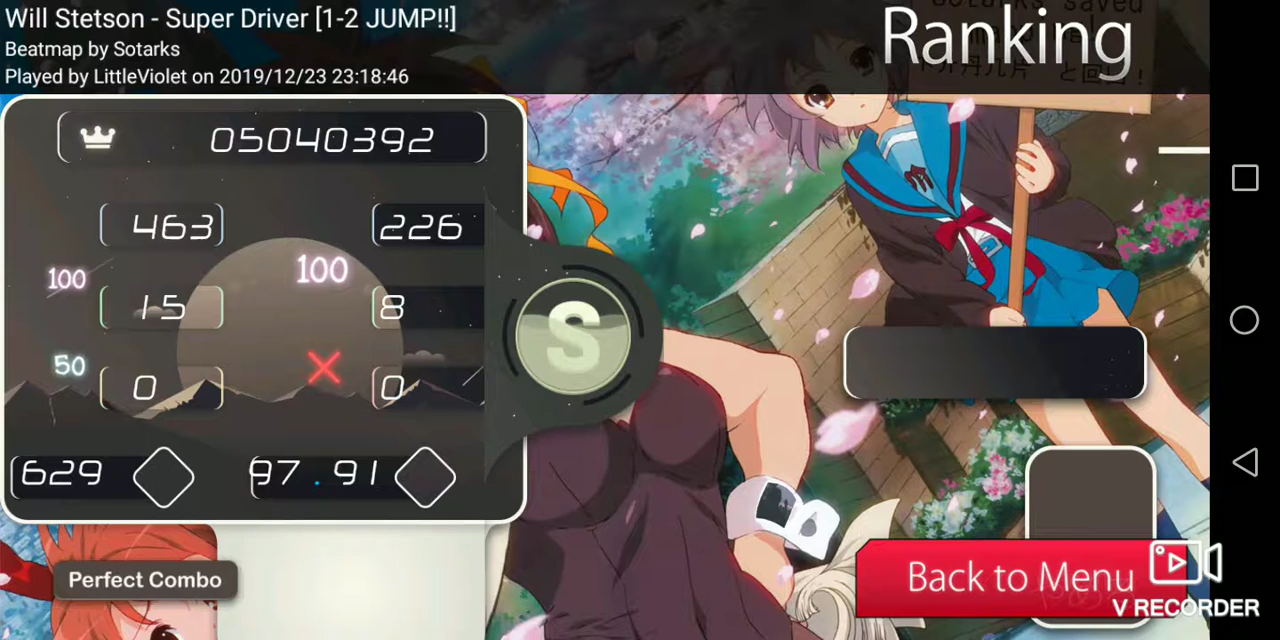 Will Stetson - Super Driver [1-2 JUMP!!]
Beatmap by Sotarks
Played by LittleViolet on 2019/12/23 23:18:46
Ranking
05040392
463
226
100
100
15
8
50
0
0
S
629
97.91
Perfect Combo
Back to Menu
V RECORDER